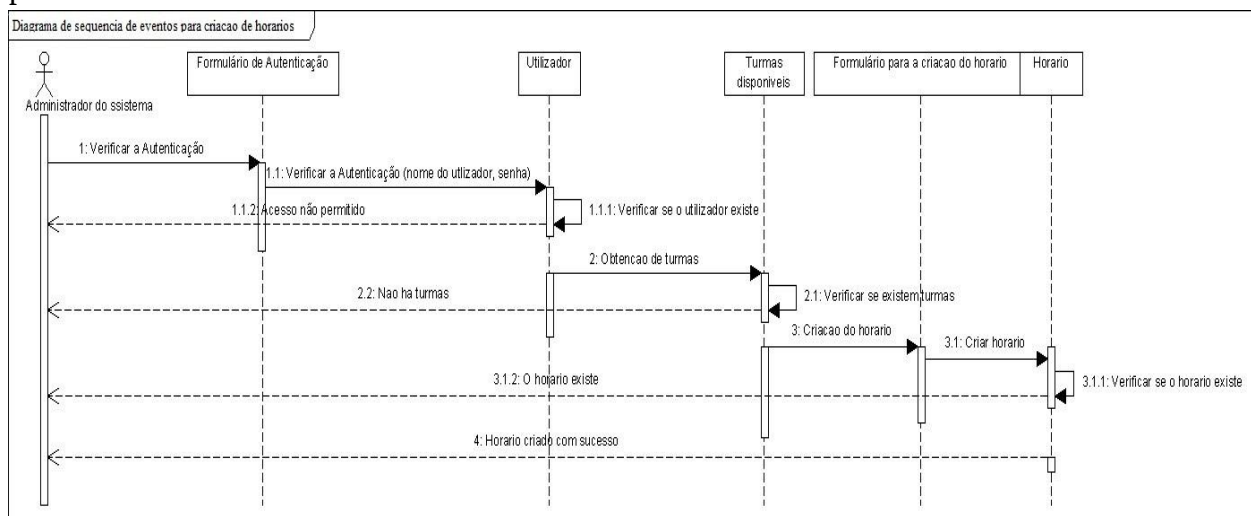 Diagrama de sequencia de eventos para criacao de horarios
Administrador do ssistema
Formulário de Autenticação
Utilizador
Turmas
disponiveis
Formulário para a criacao do horario
Horario
1: Verificar a Autenticação
1.1: Verificar a Autenticação (nome do utlizador, senha)
1.1.1: Verificar se o utilizador existe
1.1.2: Acesso não permitido
2: Obtencao de turmas
2.1: Verificar se existem turmas
2.2: Nao ha turmas
3: Criacao do horario
3.1: Criar horario
3.1.1: Verificar se o horario existe
3.1.2: O horario existe
4: Horario criado com sucesso